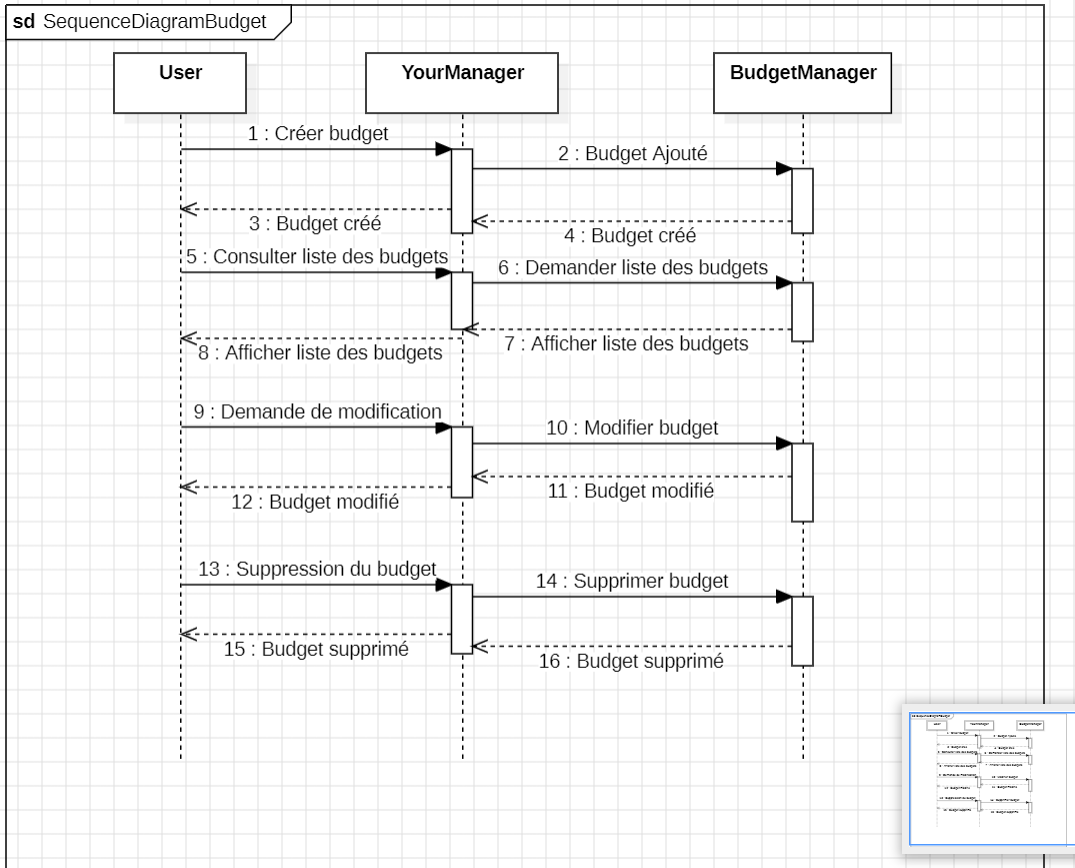 sd SequenceDiagramBudget
User
YourManager
BudgetManager
1 : Créer budget
2 : Budget Ajouté
3 : Budget créé
4 : Budget créé
5 : Consulter liste des budgets
6 : Demander liste des budgets
7 : Afficher liste des budgets
8 : Afficher liste des budgets
9 : Demande de modification
10 : Modifier budget
11 : Budget modifié
12 : Budget modifié
13 : Suppression du budget
14 : Supprimer budget
15 : Budget supprimé
16 : Budget supprimé